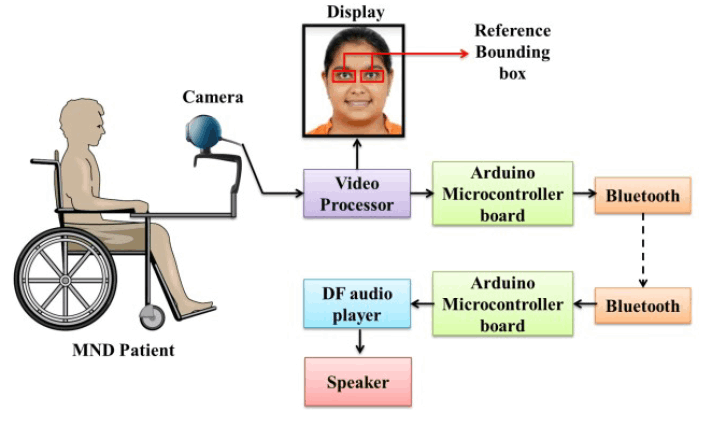 Display
Reference
Bounding
box
Camera
Video
Processor
Arduino
Microcontroller
board
Bluetooth
DF audio
player
Arduino
Microcontroller
board
Bluetooth
MND Patient
Speaker